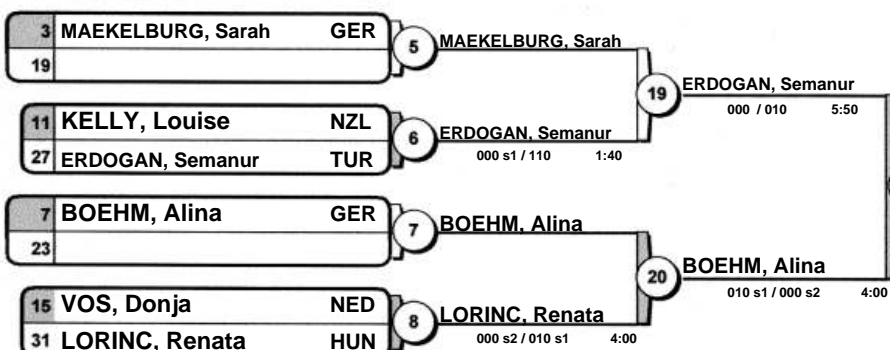 3 MAEKELBURG, Sarah GER
19
5 MAEKELBURG, Sarah
11 KELLY, Louise NZL
27 ERDOGAN, Semanur TUR
6 ERDOGAN, Semanur
000 s1 / 110 1:40
19 ERDOGAN, Semanur
000 / 010 5:50
7 BOEHM, Alina GER
23
7 BOEHM, Alina
15 VOS, Donja NED
31 LORINC, Renata HUN
8 LORINC, Renata
000 s2 / 010 s1 4:00
20 BOEHM, Alina
010 s1 / 000 s2 4:00